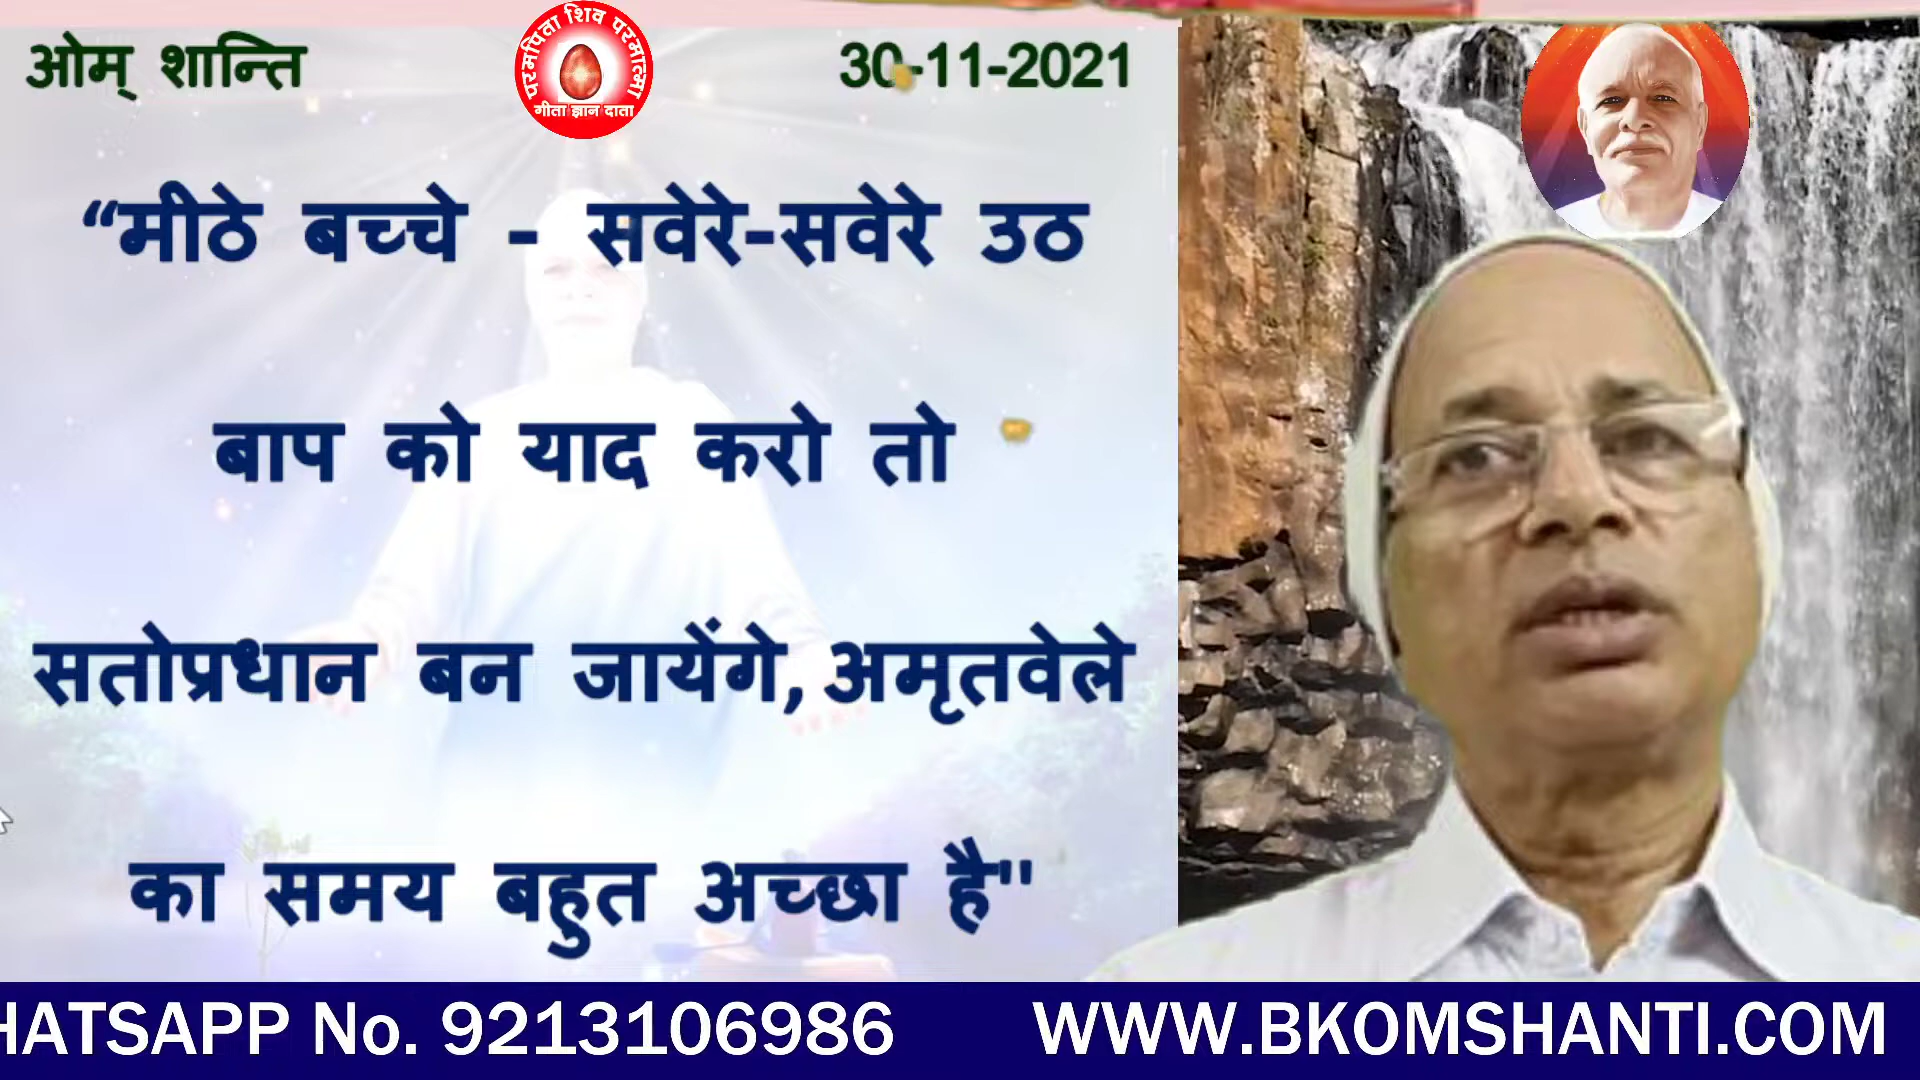 ओम् शान्ति
परमपिता शिव परमात्मा
गीता ज्ञान दाता
30-11-2021
“मीठे बच्चे - सवेरे-सवेरे उठ
बाप को याद करो तो
सतोप्रधान बन जायेंगे, अमृतवेले
का समय बहुत अच्छा है"
HATSAPP No. 9213106986 WWW.BKOMSHANTI.COM